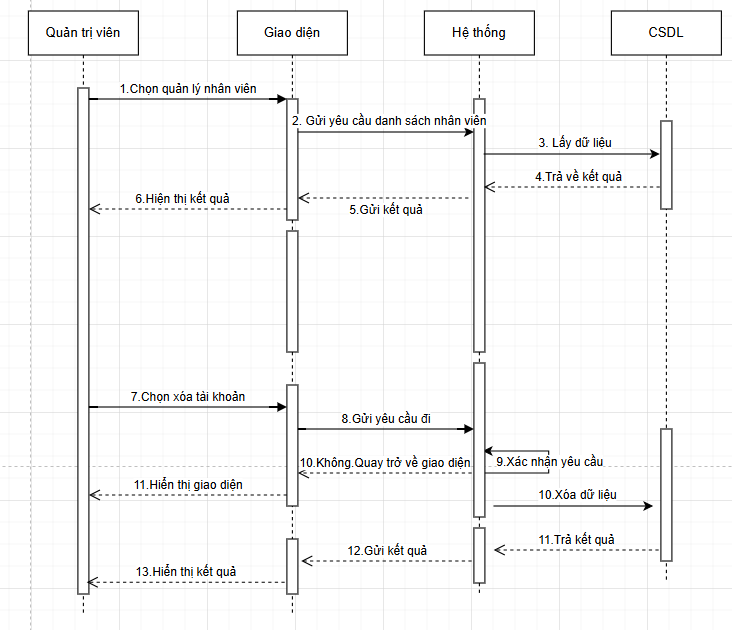 Quản trị viên
Giao diện
Hệ thống
CSDL
1.Chọn quản lý nhân viên
2. Gửi yêu cầu danh sách nhân viên
3. Lấy dữ liệu
4.Trả về kết quả
5.Gửi kết quả
6.Hiện thị kết quả
7.Chọn xóa tài khoản
8.Gửi yêu cầu đi
9.Xác nhận yêu cầu
10.Không.Quay trở về giao diện
11.Hiển thị giao diện
10.Xóa dữ liệu
11.Trả kết quả
12.Gửi kết quả
13.Hiển thị kết quả